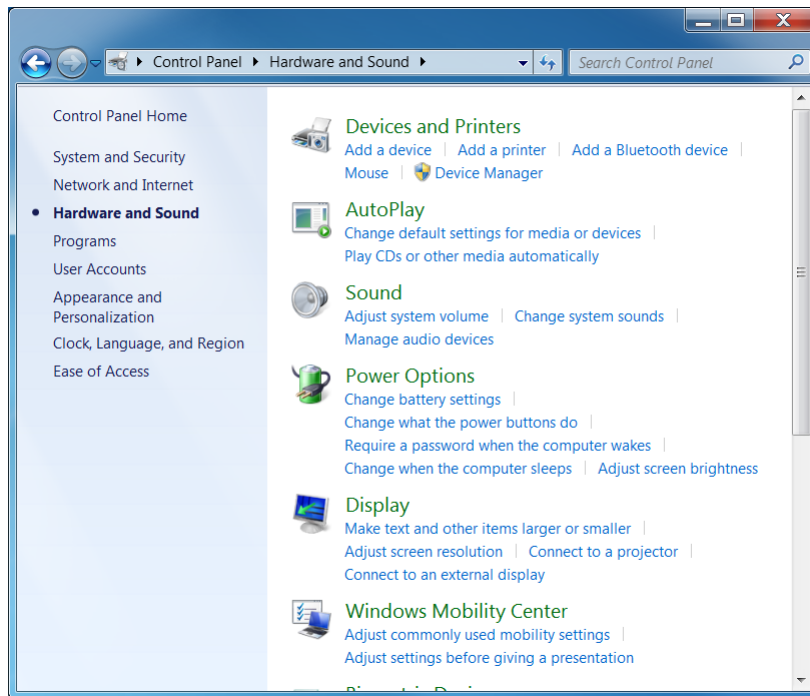 Control Panel Hardware and Sound Search Control Panel
Control Panel Home
System and Security
Network and Internet
Hardware and Sound
Programs
User Accounts
Appearance and
Personalization
Clock, Language, and Region
Ease of Access
Devices and Printers
Add a device Add a printer Add a Bluetooth device
Mouse Device Manager
AutoPlay
Change default settings for media or devices
Play CDs or other media automatically
Sound
Adjust system volume Change system sounds
Manage audio devices
Power Options
Change battery settings
Change what the power buttons do
Require a password when the computer wakes
Change when the computer sleeps Adjust screen brightness
Display
Make text and other items larger or smaller
Adjust screen resolution Connect to a projector
Connect to an external display
Windows Mobility Center
Adjust commonly used mobility settings
Adjust settings before giving a presentation